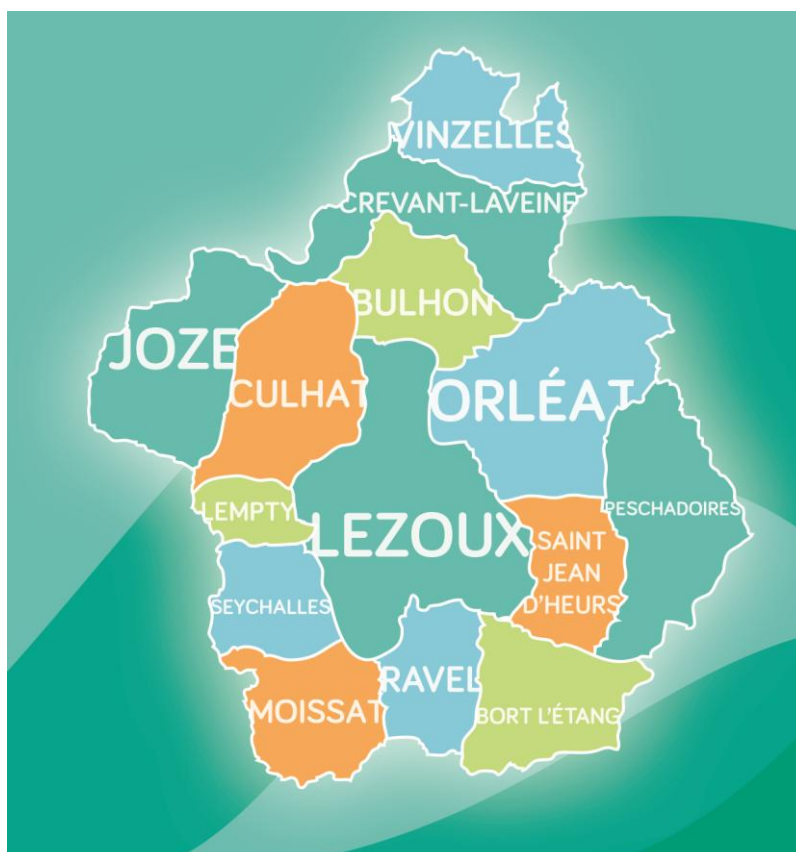 VINZELLES
CREVANT-LAVEINE
BULHON
JOZE
CULHAT
ORLÉAT
LEMPTY
LEZOUX
PESCHADOIRES
SAINT
JEAN
D'HEURS
SEYCHALLES
RAVEL
MOISSAT
BORT L'ÉTANG